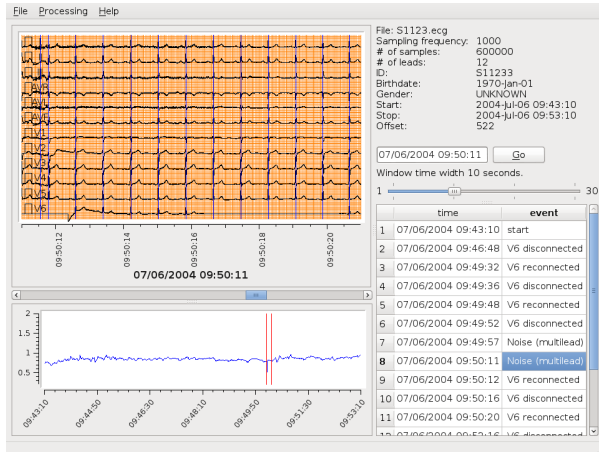 File Processing Help
File: S1123.ecg
Sampling frequency: 1000
# of samples: 600000
# of leads: 12
ID: S11233
Birthdate: 1970-Jan-01
Gender: UNKNOWN
Start: 2004-Jul-06 09:43:10
Stop: 2004-Jul-06 09:53:10
Offset: 522
07/06/2004 09:50:11 Go
Window time width 10 seconds.
1 30
I
AVR
AVL
AVF
V1
V2
V3
V4
V5
V6
09:50:12 09:50:14 09:50:16 09:50:18 09:50:20
07/06/2004 09:50:11
2
1.5
1
0.5
09:43:10 09:44:50 09:46:30 09:48:10 09:49:50 09:51:30 09:53:10
time event
1 07/06/2004 09:43:10 start
2 07/06/2004 09:46:48 V6 disconnected
3 07/06/2004 09:49:32 V6 reconnected
4 07/06/2004 09:49:36 V6 disconnected
5 07/06/2004 09:49:48 V6 reconnected
6 07/06/2004 09:49:52 V6 disconnected
7 07/06/2004 09:49:57 Noise (multilead)
8 07/06/2004 09:50:11 Noise (multilead)
9 07/06/2004 09:50:12 V6 reconnected
10 07/06/2004 09:50:16 V6 disconnected
11 07/06/2004 09:50:20 V6 reconnected
12 07/06/2004 09:52:16 V6 disconnected